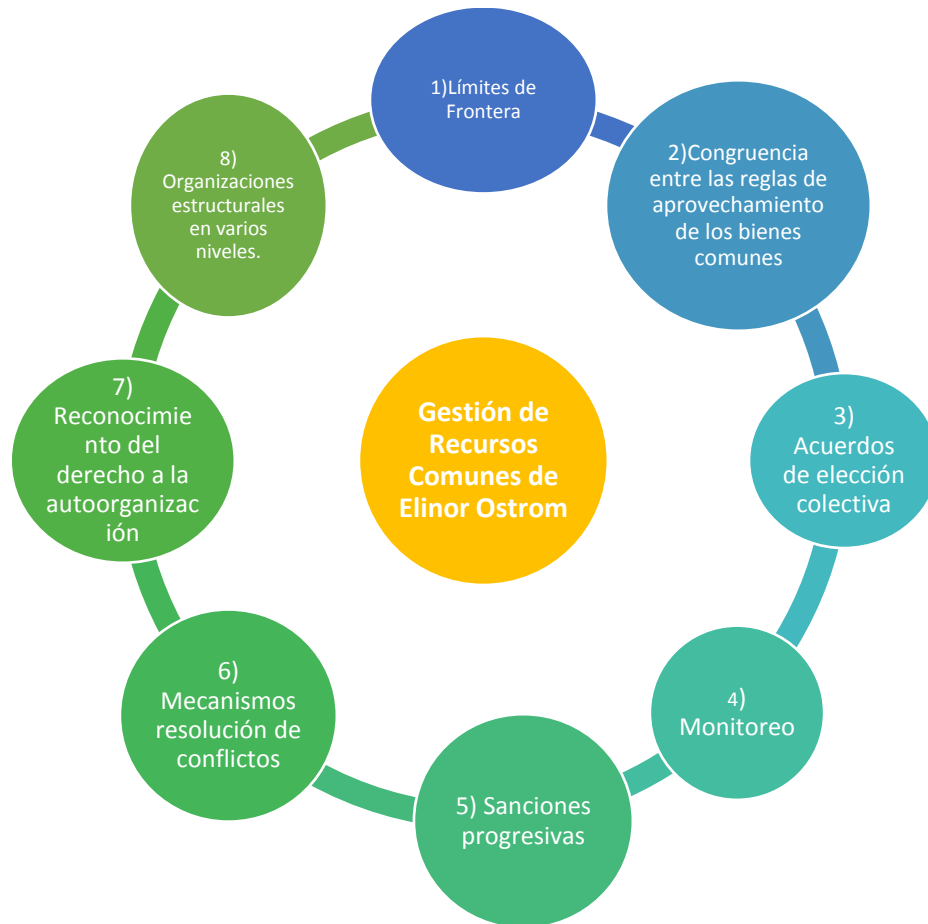 1)Límites de
Frontera
2)Congruencia
entre las reglas de
aprovechamiento
de los bienes
comunes
3)
Acuerdos
de elección
colectiva
4)
Monitoreo
5) Sanciones
progresivas
6)
Mecanismos
resolución de
conflictos
7)
Reconocimie
nto del
derecho a la
autoorganizac
ión
8)
Organizaciones
estructurales
en varios
niveles.
Gestión de
Recursos
Comunes de
Elinor Ostrom